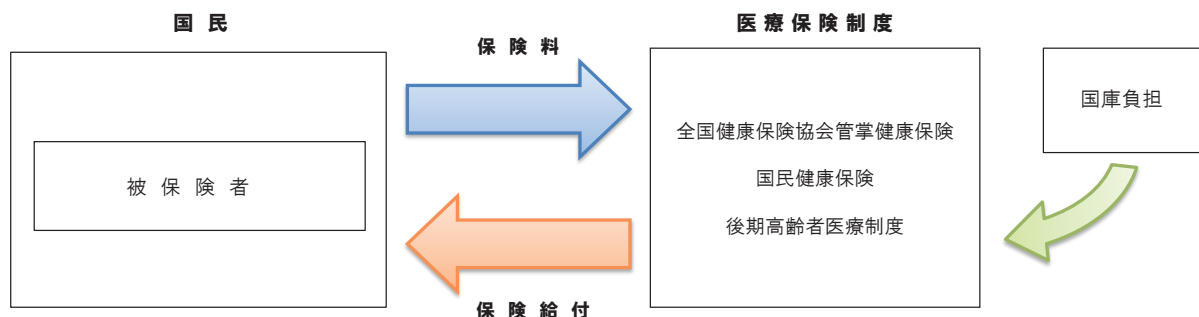 国民
保険料
医療保険制度
国庫負担
全国健康保険協会管掌健康保険
国民健康保険
後期高齢者医療制度
被保険者
保険給付